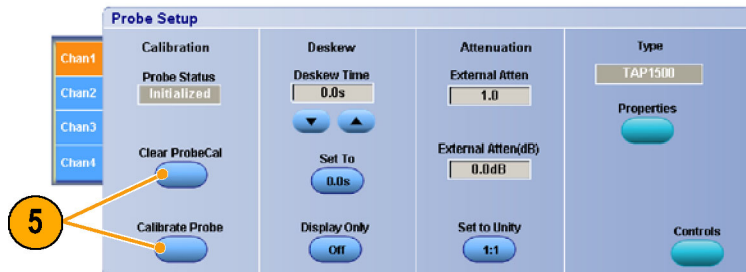 Probe Setup
Chan1
Chan2
Chan3
Chan4
Calibration
Probe Status
Initialized
Clear ProbeCal
Calibrate Probe
Deskew
Deskew Time
0.0s
Set To
0.0s
Display Only
Off
Attenuation
External Atten
1.0
External Atten(dB)
0.0dB
Set to Unity
1:1
Type
TAP1500
Properties
Controls
5